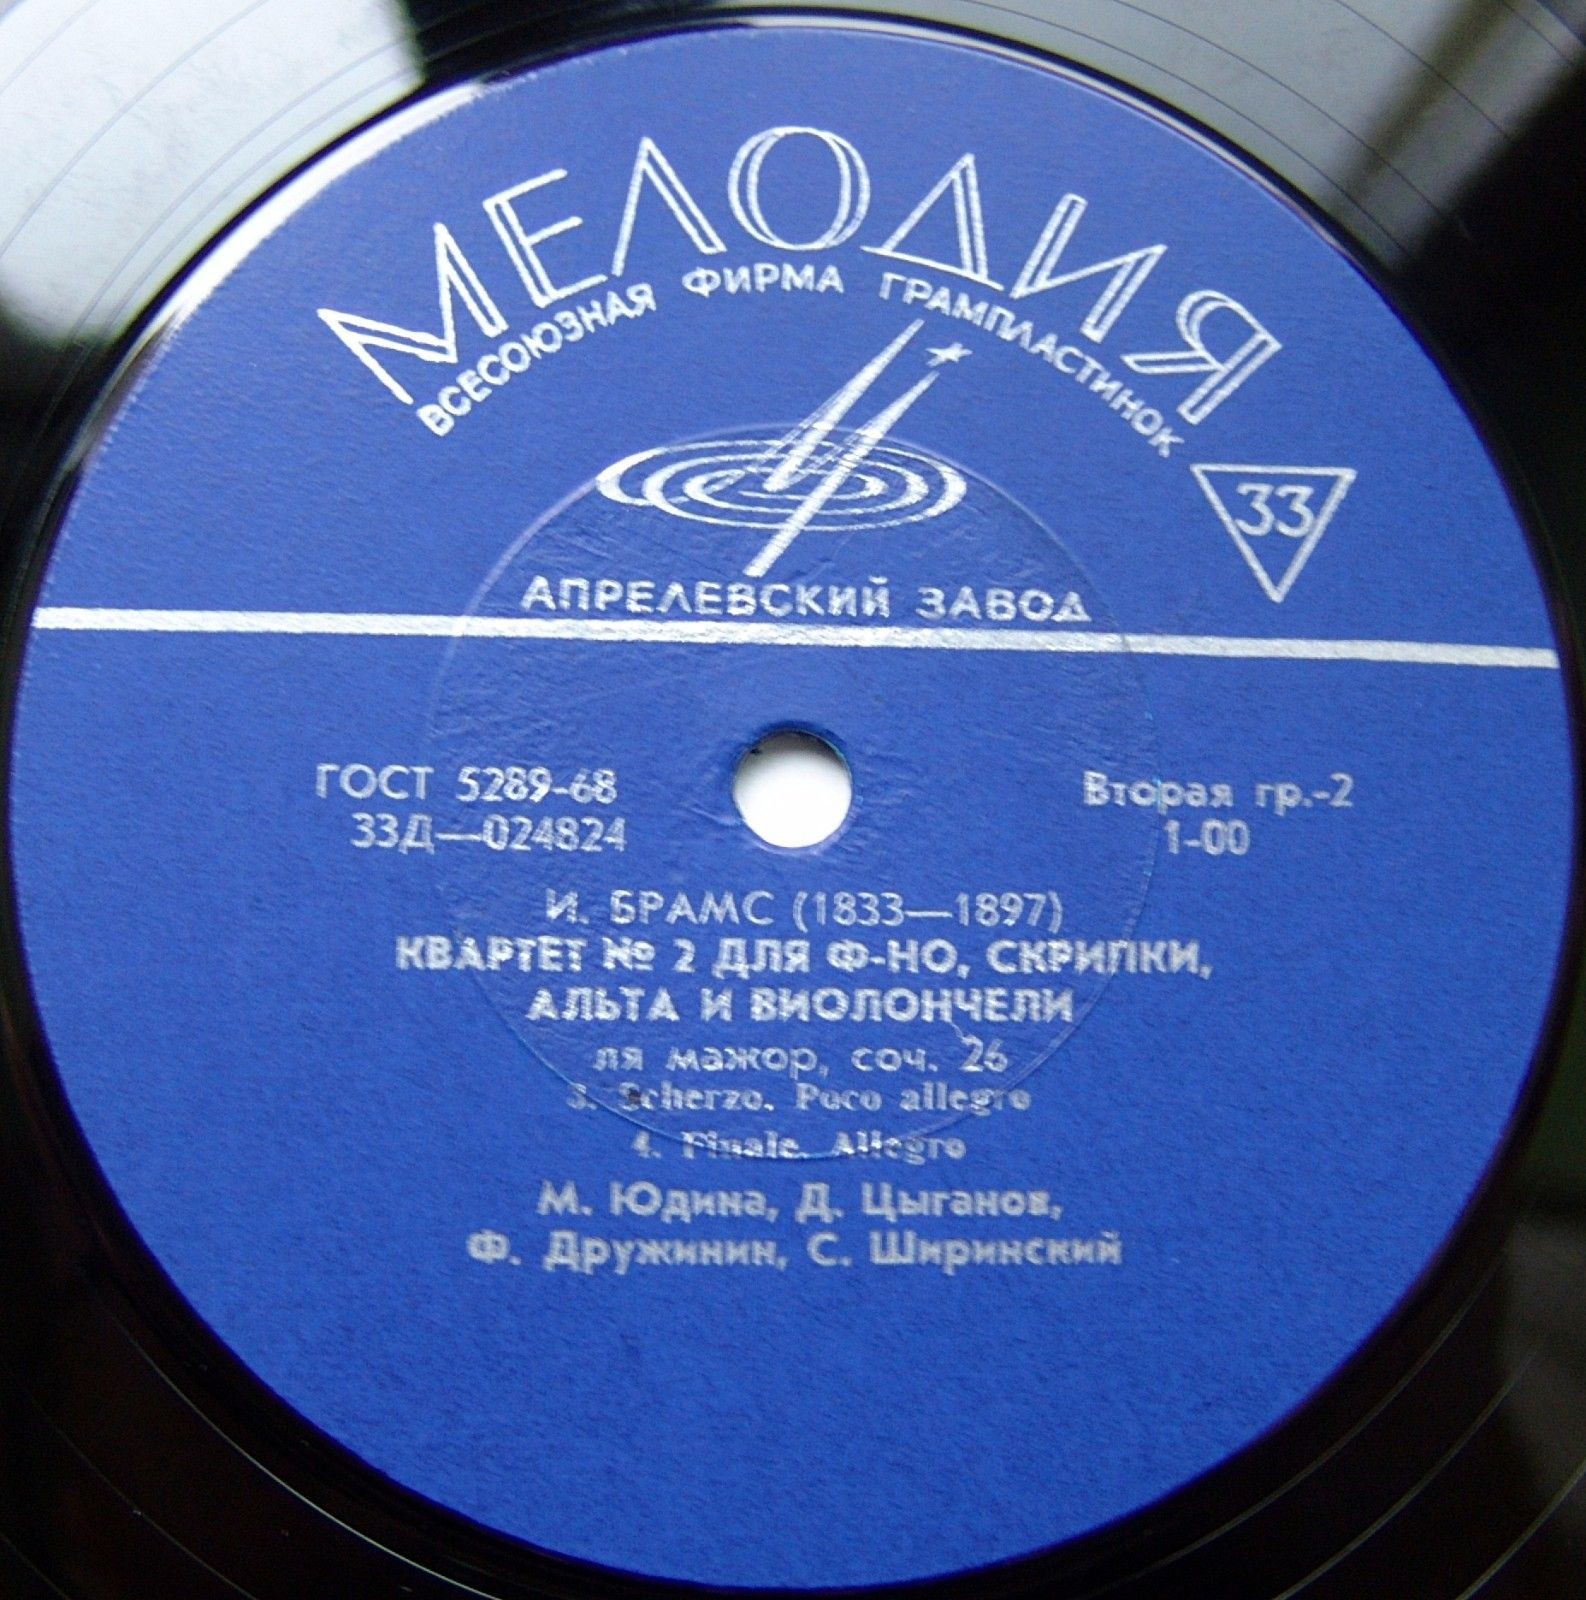 МЕЛОДИЯ
ВСЕСОЮЗНАЯ ФИРМА ГРАМПЛАСТИНОК
33
АПРЕЛЕВСКИЙ ЗАВОД
ГОСТ 5289-68
Вторая гр.-2
33Д—024824
1-00
И. БРАМС (1833—1897)
КВАРТЕТ № 2 ДЛЯ Ф-НО, СКРИПКИ,
АЛЬТА И ВИОЛОНЧЕЛИ
ля мажор, соч. 26
3. Scherzo. Poco allegro
4. Finale. Allegro
М. Юдина, Д. Цыганов,
Ф. Дружинин, С. Ширинский